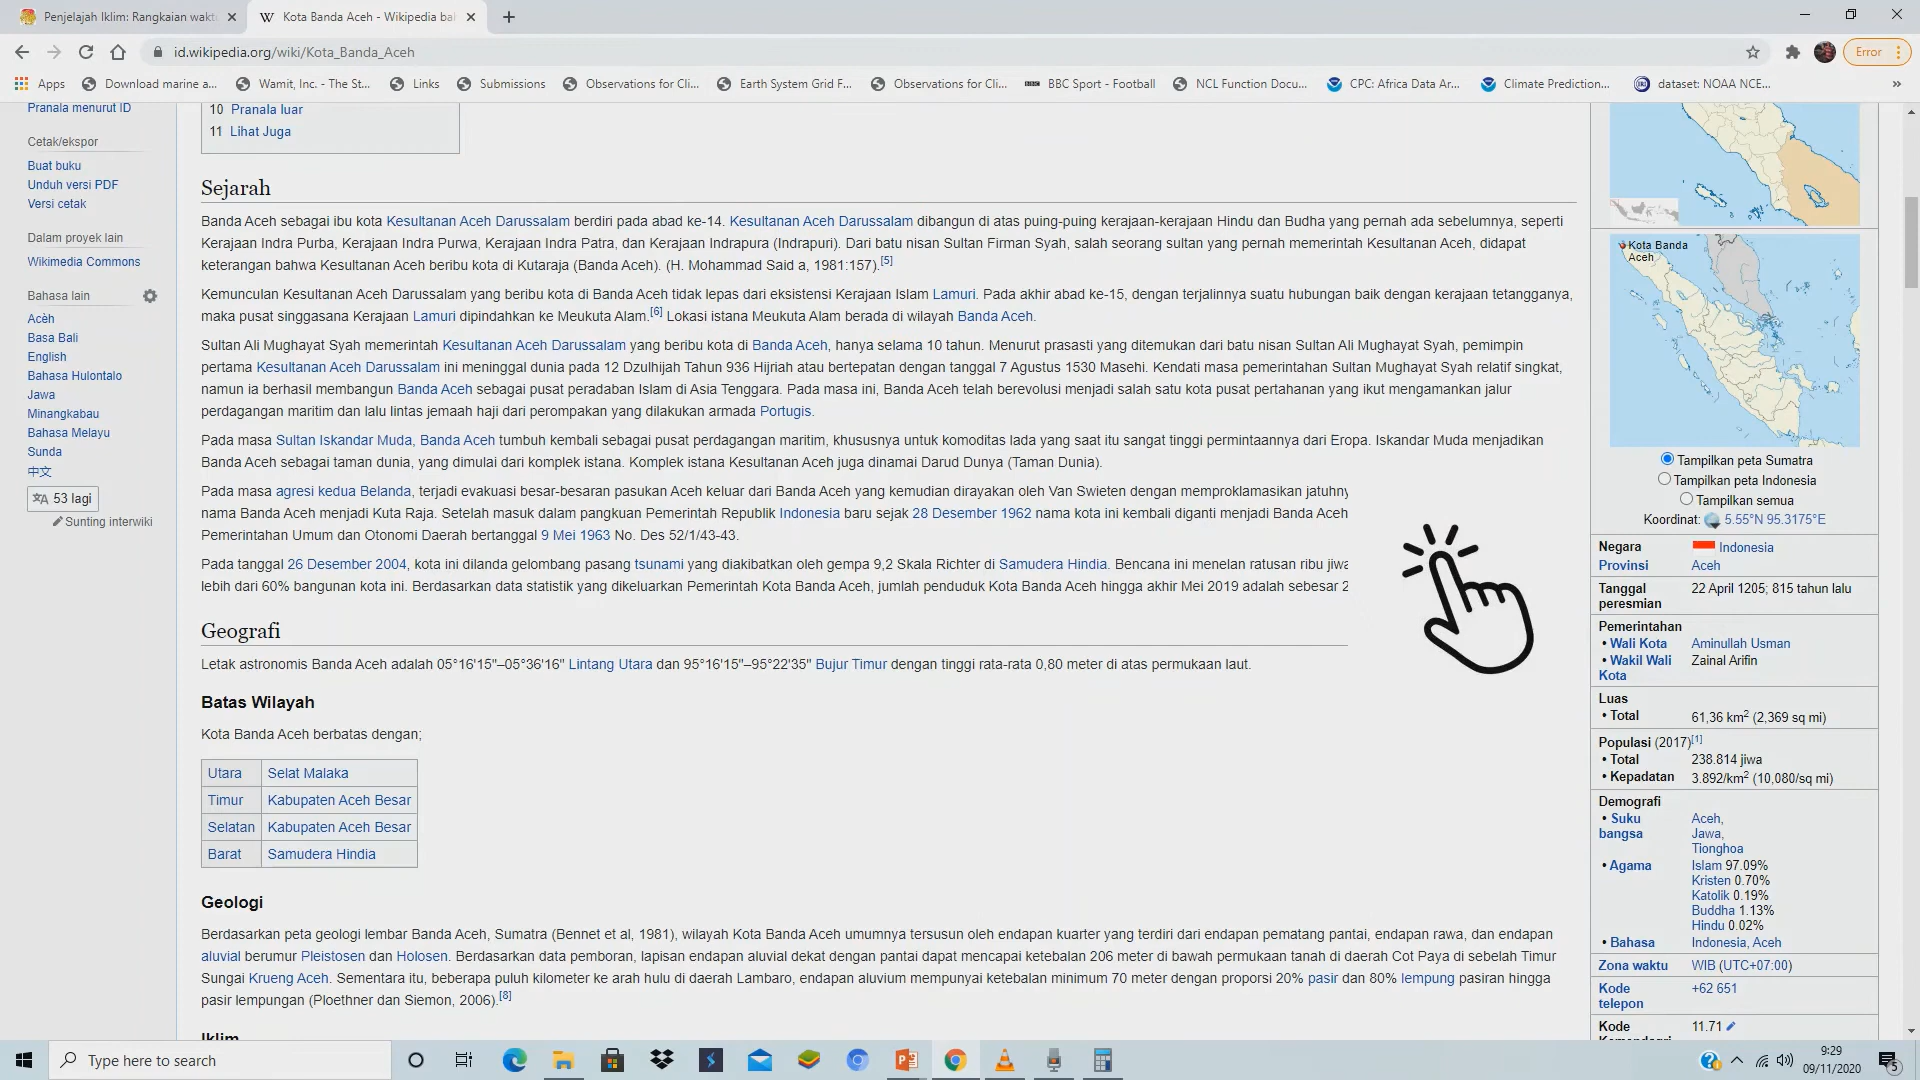 Penjelajah Iklim: Rangkaian wakt
Kota Banda Aceh - Wikipedia ba
id.wikipedia.org/wiki/Kota_Banda_Aceh
Error
Apps
Download marine a...
Wamit, Inc. - The St...
Links
Submissions
Observations for Cli...
Earth System Grid F...
Observations for Cli...
BBC Sport - Football
NCL Function Docu...
CPC: Africa Data Ar...
Climate Prediction...
dataset: NOAA NCE...
»
Pranala menurut ID
Cetak/ekspor
Buat buku
Unduh versi PDF
Versi cetak
Dalam proyek lain
Wikimedia Commons
Bahasa lain
Acèh
Basa Bali
English
Bahasa Hulontalo
Jawa
Minangkabau
Bahasa Melayu
Sunda
中文
53 lagi
Sunting interwiki
10 Pranala luar
11 Lihat Juga
Sejarah
Banda Aceh sebagai ibu kota Kesultanan Aceh Darussalam berdiri pada abad ke-14. Kesultanan Aceh Darussalam dibangun di atas puing-puing kerajaan-kerajaan Hindu dan Budha yang pernah ada sebelumnya, seperti
Kerajaan Indra Purba, Kerajaan Indra Purwa, Kerajaan Indra Patra, dan Kerajaan Indrapura (Indrapuri). Dari batu nisan Sultan Firman Syah, salah seorang sultan yang pernah memerintah Kesultanan Aceh, didapat
keterangan bahwa Kesultanan Aceh beribu kota di Kutaraja (Banda Aceh). (H. Mohammad Said a, 1981:157).[5]
Kemunculan Kesultanan Aceh Darussalam yang beribu kota di Banda Aceh tidak lepas dari eksistensi Kerajaan Islam Lamuri. Pada akhir abad ke-15, dengan terjalinnya suatu hubungan baik dengan kerajaan tetangganya,
maka pusat singgasana Kerajaan Lamuri dipindahkan ke Meukuta Alam.[6] Lokasi istana Meukuta Alam berada di wilayah Banda Aceh.
Sultan Ali Mughayat Syah memerintah Kesultanan Aceh Darussalam yang beribu kota di Banda Aceh, hanya selama 10 tahun. Menurut prasasti yang ditemukan dari batu nisan Sultan Ali Mughayat Syah, pemimpin
pertama Kesultanan Aceh Darussalam ini meninggal dunia pada 12 Dzulhijah Tahun 936 Hijriah atau bertepatan dengan tanggal 7 Agustus 1530 Masehi. Kendati masa pemerintahan Sultan Mughayat Syah relatif singkat,
namun ia berhasil membangun Banda Aceh sebagai pusat peradaban Islam di Asia Tenggara. Pada masa ini, Banda Aceh telah berevolusi menjadi salah satu kota pusat pertahanan yang ikut mengamankan jalur
perdagangan maritim dan lalu lintas jemaah haji dari perompakan yang dilakukan armada Portugis.
Pada masa Sultan Iskandar Muda, Banda Aceh tumbuh kembali sebagai pusat perdagangan maritim, khususnya untuk komoditas lada yang saat itu sangat tinggi permintaannya dari Eropa. Iskandar Muda menjadikan
Banda Aceh sebagai taman dunia, yang dimulai dari komplek istana. Komplek istana Kesultanan Aceh juga dinamai Darud Dunya (Taman Dunia).
Pada masa agresi kedua Belanda, terjadi evakuasi besar-besaran pasukan Aceh keluar dari Banda Aceh yang kemudian dirayakan oleh Van Swieten dengan memproklamasikan jatuhny
nama Banda Aceh menjadi Kuta Raja. Setelah masuk dalam pangkuan Pemerintah Republik Indonesia baru sejak 28 Desember 1962 nama kota ini kembali diganti menjadi Banda Aceh
Pemerintahan Umum dan Otonomi Daerah bertanggal 9 Mei 1963 No. Des 52/1/43-43.
Pada tanggal 26 Desember 2004, kota ini dilanda gelombang pasang tsunami yang diakibatkan oleh gempa 9,2 Skala Richter di Samudera Hindia. Bencana ini menelan ratusan ribu jiwa
lebih dari 60% bangunan kota ini. Berdasarkan data statistik yang dikeluarkan Pemerintah Kota Banda Aceh, jumlah penduduk Kota Banda Aceh hingga akhir Mei 2019 adalah sebesar 2
Geografi
Letak astronomis Banda Aceh adalah 05°16'15"–05°36'16" Lintang Utara dan 95°16'15"–95°22'35" Bujur Timur dengan tinggi rata-rata 0,80 meter di atas permukaan laut.
Batas Wilayah
Kota Banda Aceh berbatas dengan;
Utara Selat Malaka
Timur Kabupaten Aceh Besar
Selatan Kabupaten Aceh Besar
Barat Samudera Hindia
Geologi
Berdasarkan peta geologi lembar Banda Aceh, Sumatra (Bennet et al, 1981), wilayah Kota Banda Aceh umumnya tersusun oleh endapan kuarter yang terdiri dari endapan pematang pantai, endapan rawa, dan endapan
aluvial berumur Pleistosen dan Holosen. Berdasarkan data pemboran, lapisan endapan aluvial dekat dengan pantai dapat mencapai ketebalan 206 meter di bawah permukaan tanah di daerah Cot Paya di sebelah Timur
Sungai Krueng Aceh. Sementara itu, beberapa puluh kilometer ke arah hulu di daerah Lambaro, endapan aluvium mempunyai ketebalan minimum 70 meter dengan proporsi 20% pasir dan 80% lempung pasiran hingga
pasir lempungan (Ploethner dan Siemon, 2006).[8]
Iklim
Kota Banda
Aceh
Tampilkan peta Sumatra
Tampilkan peta Indonesia
Tampilkan semua
Koordinat: 5.55°N 95.3175°E
Negara Indonesia
Provinsi Aceh
Tanggal 22 April 1205; 815 tahun lalu
peresmian
Pemerintahan
• Wali Kota Aminullah Usman
• Wakil Wali Zainal Arifin
Kota
Luas
• Total 61,36 km2 (2,369 sq mi)
Populasi (2017)[1]
• Total 238.814 jiwa
• Kepadatan 3.892/km2 (10,080/sq mi)
Demografi
• Suku Aceh,
bangsa Jawa,
Tionghoa
• Agama Islam 97.09%
Kristen 0.70%
Katolik 0.19%
Buddha 1.13%
Hindu 0.02%
• Bahasa Indonesia, Aceh
Zona waktu WIB (UTC+07:00)
Kode +62 651
telepon
Kode 11.71
Kemendagri
Type here to search
9:29
09/11/2020
5